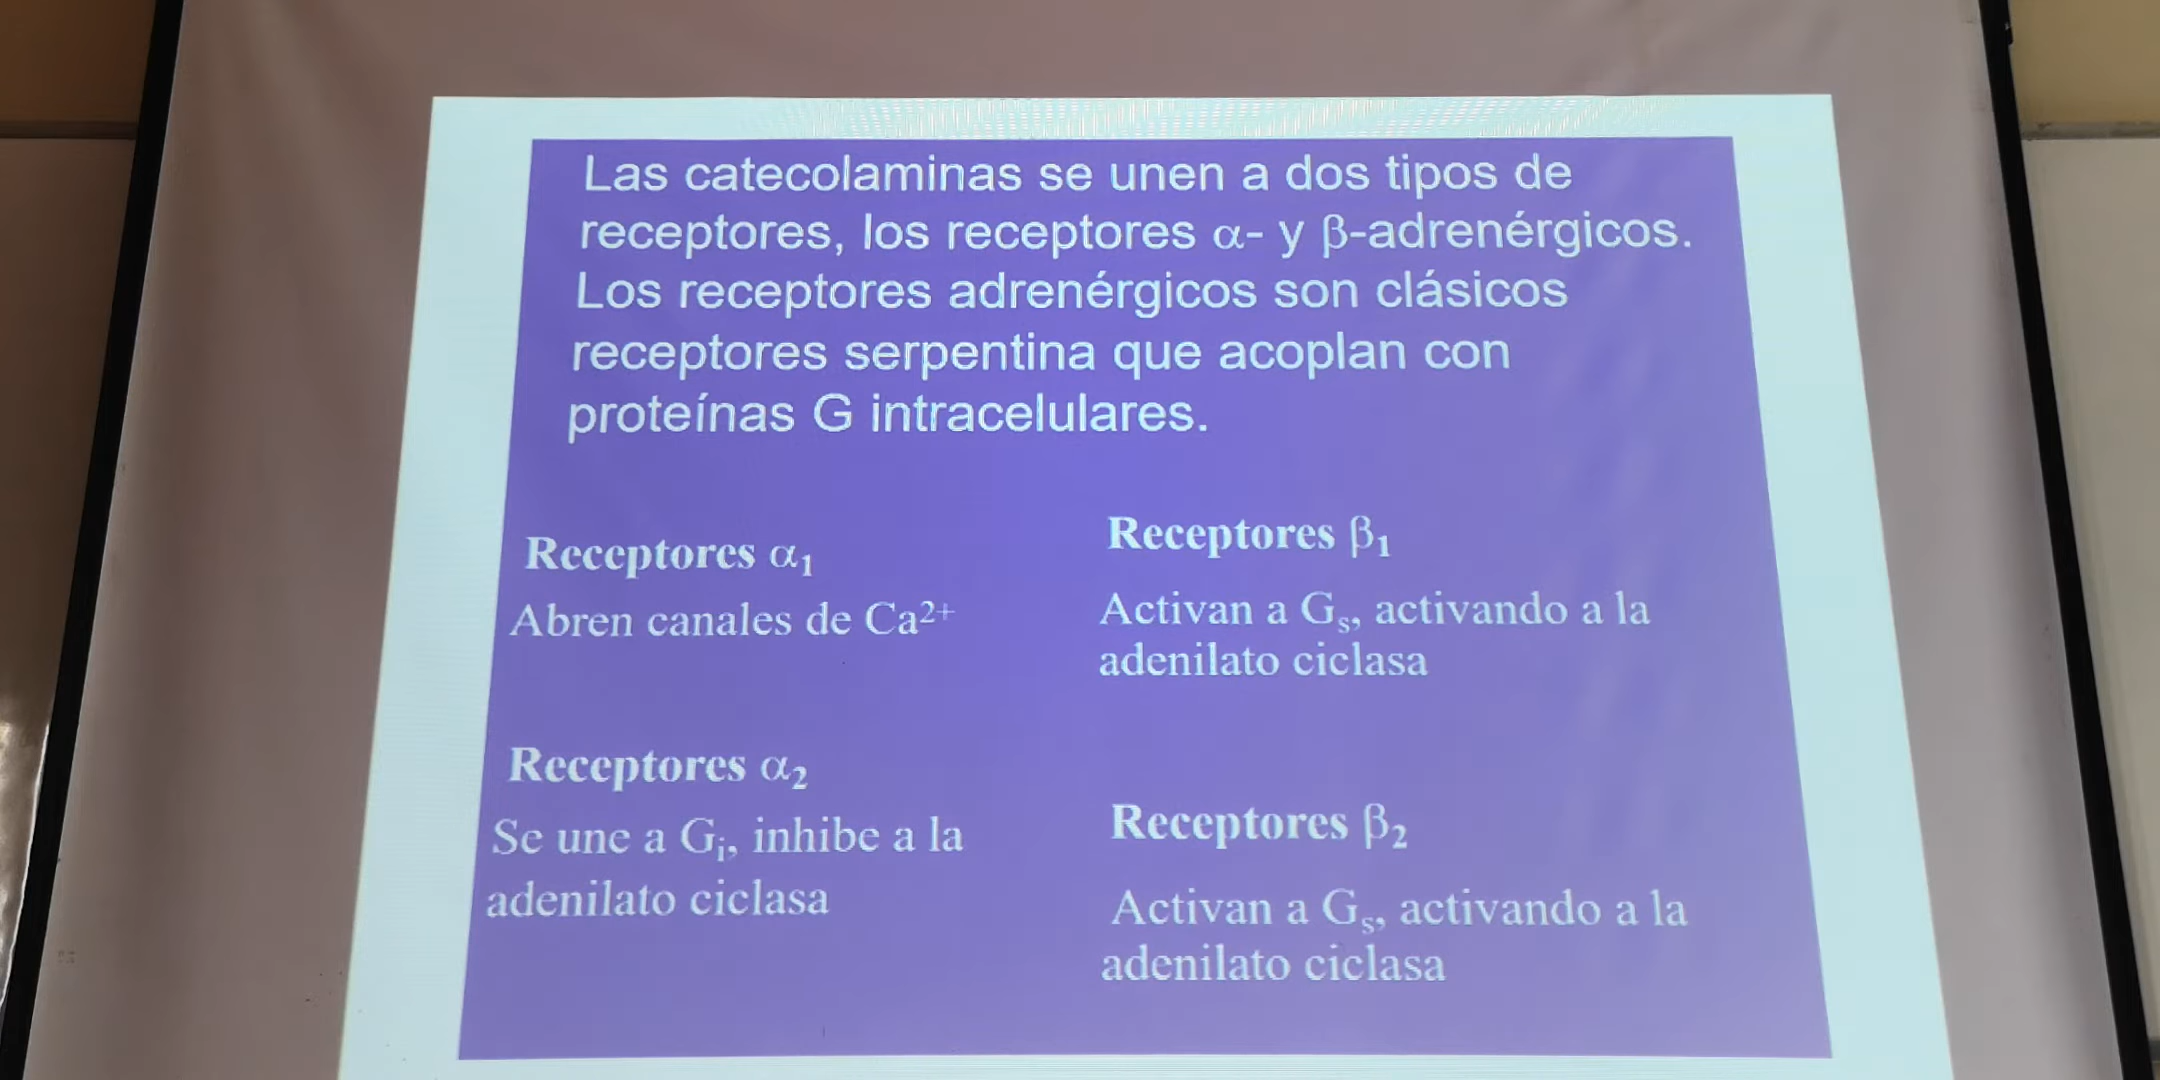 Las catecolaminas se unen a dos tipos de
receptores, los receptores α- y β-adrenérgicos.
Los receptores adrenérgicos son clásicos
receptores serpentina que acoplan con
proteínas G intracelulares.
Receptores α₁
Abren canales de Ca²⁺
Receptores α₂
Se une a Gᵢ, inhibe a la
adenilato ciclasa
Receptores β₁
Activan a Gₛ, activando a la
adenilato ciclasa
Receptores β₂
Activan a Gₛ, activando a la
adenilato ciclasa